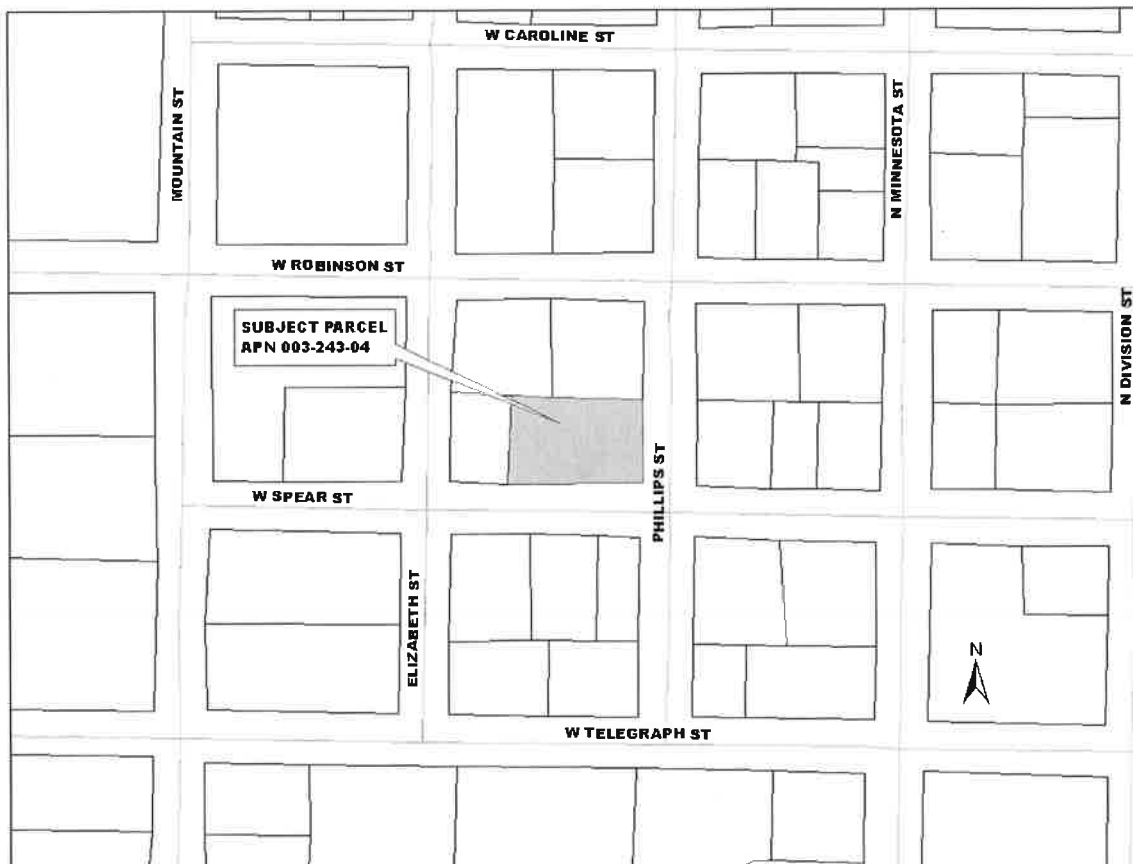 W CAROLINE ST
MOUNTAIN ST
N MINNESOTA ST
W ROBINSON ST
SUBJECT PARCEL
APN 003-243-04
N DIVISION ST
W SPEAR ST
PHILLIPS ST
ELIZABETH ST
N
W TELEGRAPH ST